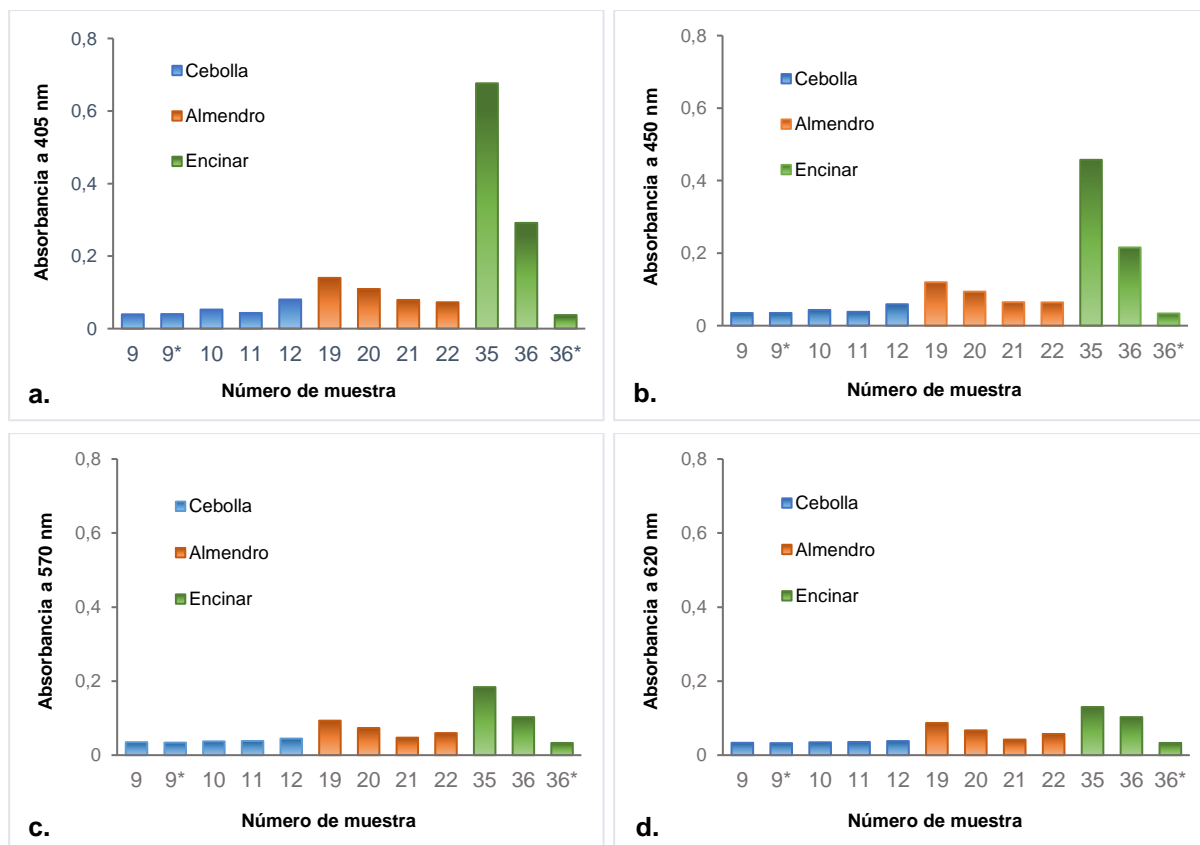 Absorbancia a 405 nm
0,8
0,6
0,4
0,2
0
Cebolla
Almendro
Encinar
9 9* 10 11 12 19 20 21 22 35 36 36*
Número de muestra
a.
Absorbancia a 450 nm
0,8
0,6
0,4
0,2
0
Cebolla
Almendro
Encinar
9 9* 10 11 12 19 20 21 22 35 36 36*
Número de muestra
b.
Absorbancia a 570 nm
0,8
0,6
0,4
0,2
0
Cebolla
Almendro
Encinar
9 9* 10 11 12 19 20 21 22 35 36 36*
Número de muestra
c.
Absorbancia a 620 nm
0,8
0,6
0,4
0,2
0
Cebolla
Almendro
Encinar
9 9* 10 11 12 19 20 21 22 35 36 36*
Número de muestra
d.